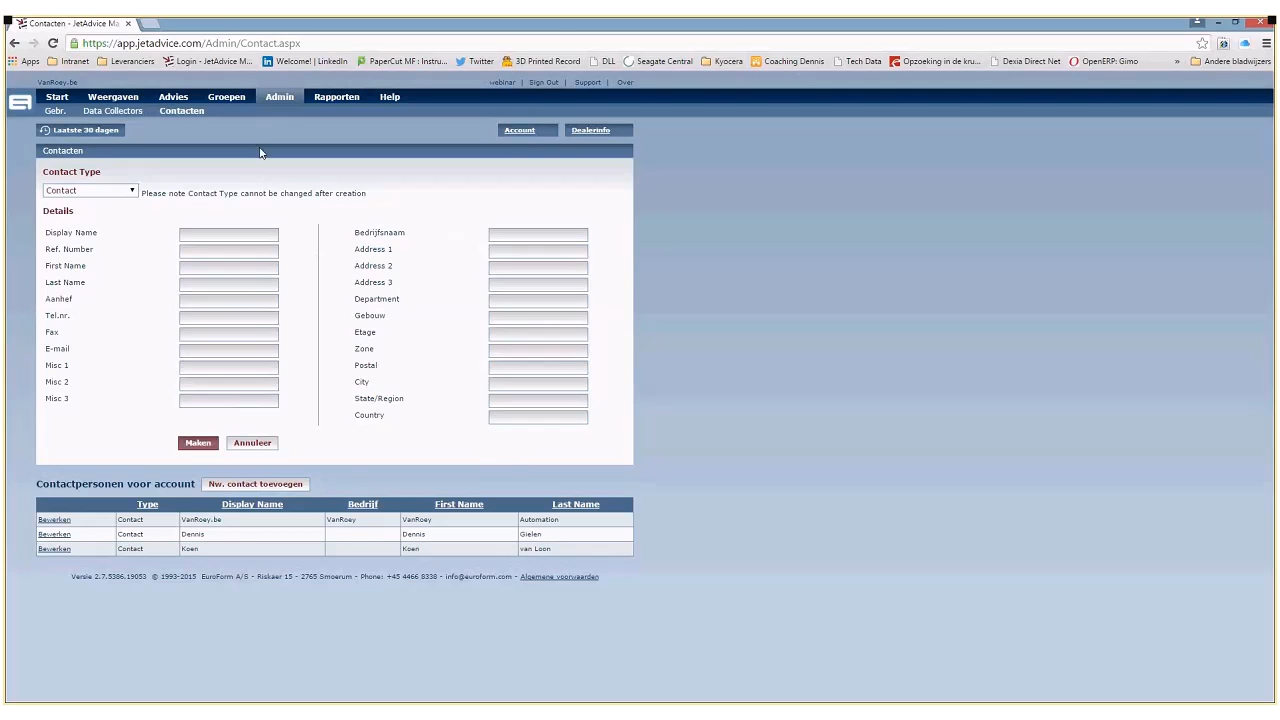 Contacten - JetAdvice Ma
https://app.jetadvice.com/Admin/Contact.aspx
Apps Intranet Leveranciers Login - JetAdvice M... Welcome! | LinkedIn PaperCut MF : Instru... Twitter 3D Printed Record DLL Seagate Central Kyocera Coaching Dennis Tech Data Opzoeking in de kru... Dexia Direct Net OpenERP: Gimo » Andere bladwijzers
VanRoey.be webinar | Sign Out | Support | Over
Start Weergaven Advies Groepen Admin Rapporten Help
Gebr. Data Collectors Contacten
Laatste 30 dagen Account Dealerinfo
Contacten
Contact Type
Contact Please note Contact Type cannot be changed after creation
Details
Display Name Bedrijfsnaam
Ref. Number Address 1
First Name Address 2
Last Name Address 3
Aanhef Department
Tel.nr. Gebouw
Fax Etage
E-mail Zone
Misc 1 Postal
Misc 2 City
Misc 3 State/Region
Country
Maken Annuleer
Contactpersonen voor account Nw. contact toevoegen
Type Display Name Bedrijf First Name Last Name
Bewerken Contact VanRoey.be VanRoey VanRoey Automation
Bewerken Contact Dennis Dennis Gielen
Bewerken Contact Koen Koen van Loon
Versie 2.7.5386.19053 © 1993-2015 EuroForm A/S - Riskaer 15 - 2765 Smoerum - Phone: +45 4466 8338 - info@euroform.com - Algemene voorwaarden